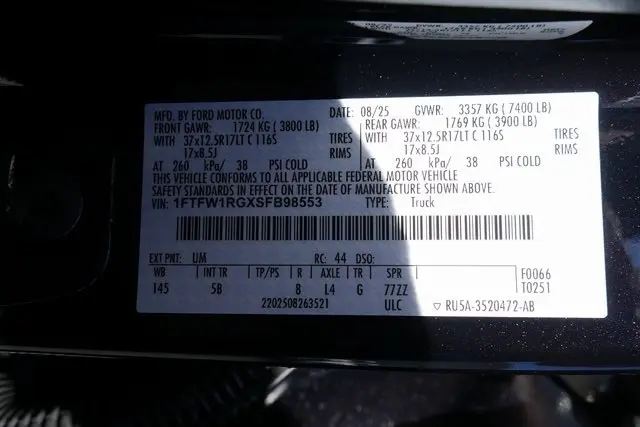 MFD. BY FORD MOTOR CO. DATE: 08/25 GVWR: 3357 KG ( 7400 LB)
FRONT GAWR: 1724 KG ( 3800 LB) REAR GAWR: 1769 KG ( 3900 LB)
WITH 37x12.5R17LT C 116S TIRES WITH 37x12.5R17LT C 116S TIRES
17x8.5J RIMS 17x8.5J RIMS
AT 260 kPa/ 38 PSI COLD AT 260 kPa/ 38 PSI COLD
THIS VEHICLE CONFORMS TO ALL APPLICABLE FEDERAL MOTOR VEHICLE
SAFETY STANDARDS IN EFFECT ON THE DATE OF MANUFACTURE SHOWN ABOVE.
VIN: 1FTFW1RGXSFB98553 TYPE: Truck
EXT PNT: UM RC: 44 DSO:
WB INT TR TP/PS R AXLE TR SPR F0066
145 5B B L4 G 77ZZ T0251
2202508263521 ULC ▽ RU5A-3520472-AB